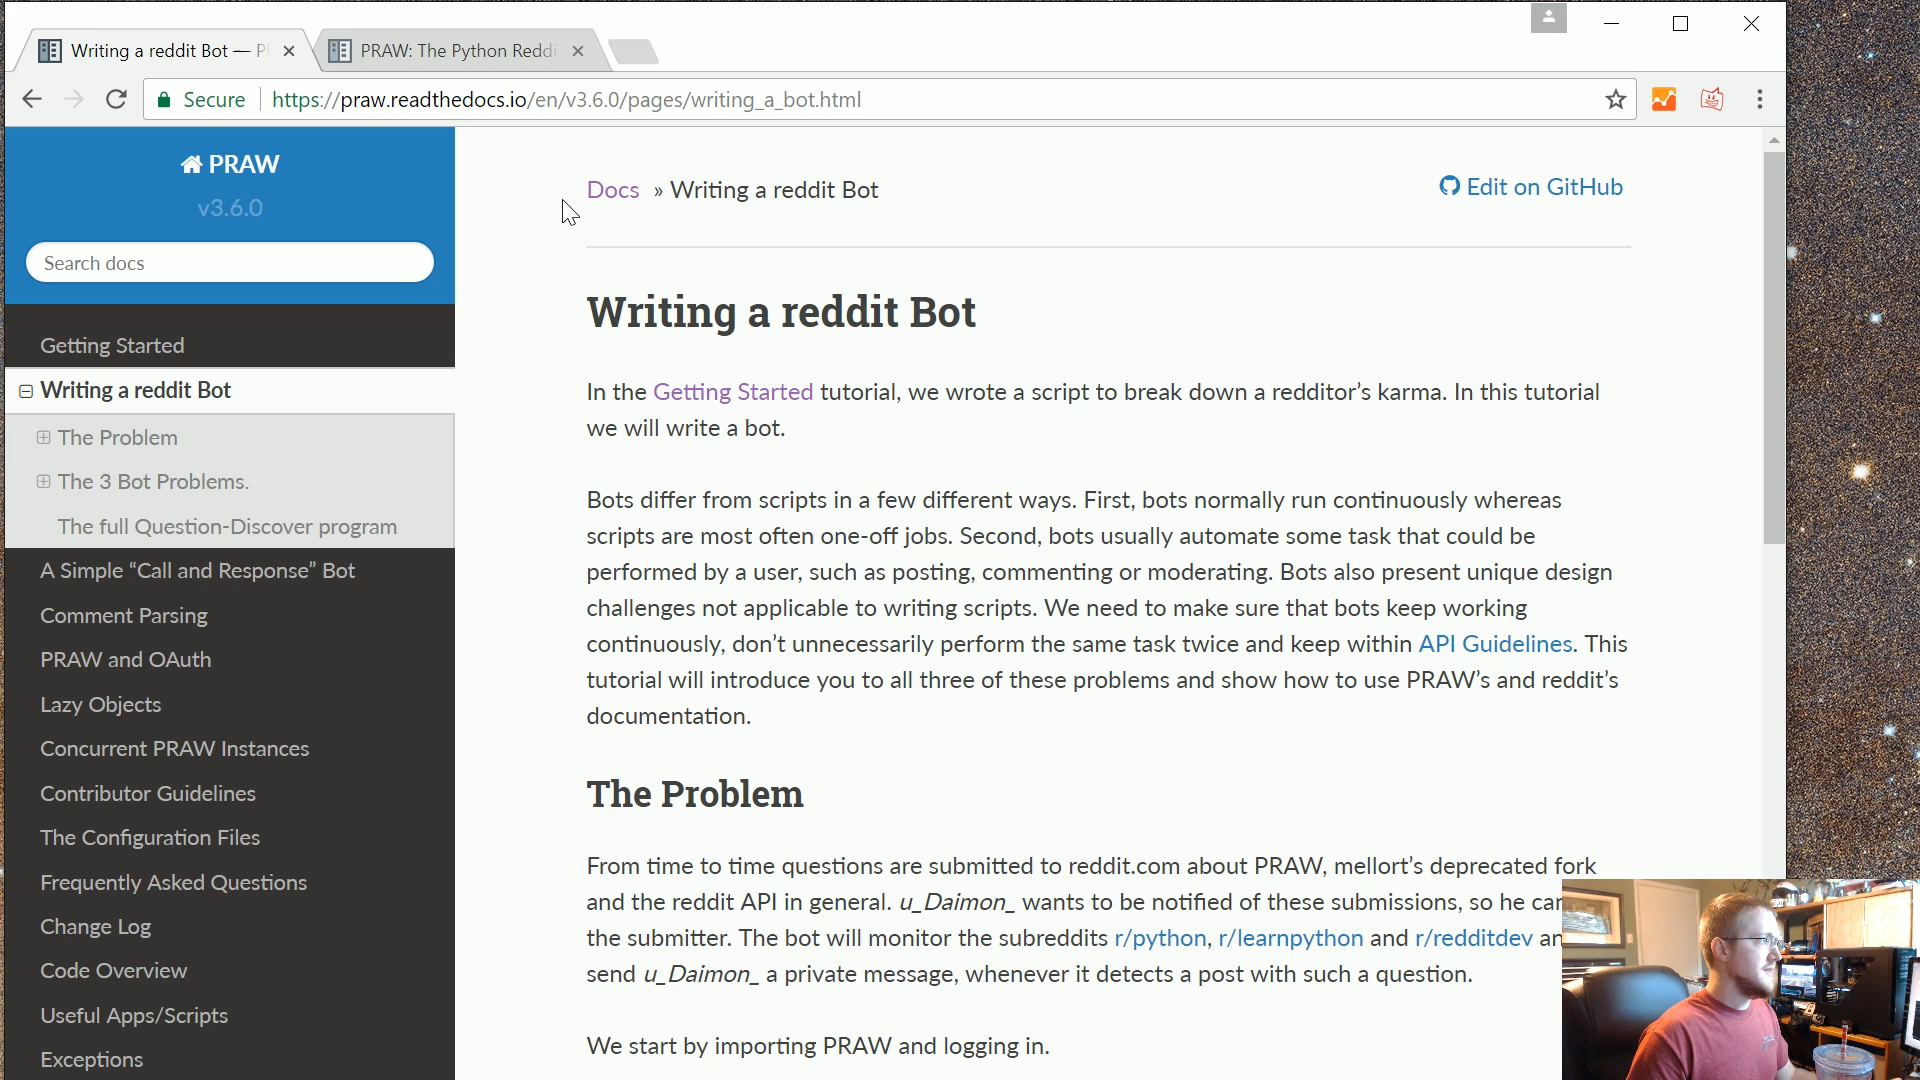 Writing a reddit Bot — P
PRAW: The Python Reddi
Secure
https://praw.readthedocs.io/en/v3.6.0/pages/writing_a_bot.html
PRAW
v3.6.0
Search docs
Getting Started
Writing a reddit Bot
The Problem
The 3 Bot Problems.
The full Question-Discover program
A Simple “Call and Response” Bot
Comment Parsing
PRAW and OAuth
Lazy Objects
Concurrent PRAW Instances
Contributor Guidelines
The Configuration Files
Frequently Asked Questions
Change Log
Code Overview
Useful Apps/Scripts
Exceptions
Docs » Writing a reddit Bot
Edit on GitHub
Writing a reddit Bot
In the Getting Started tutorial, we wrote a script to break down a redditor’s karma. In this tutorial
we will write a bot.
Bots differ from scripts in a few different ways. First, bots normally run continuously whereas
scripts are most often one-off jobs. Second, bots usually automate some task that could be
performed by a user, such as posting, commenting or moderating. Bots also present unique design
challenges not applicable to writing scripts. We need to make sure that bots keep working
continuously, don’t unnecessarily perform the same task twice and keep within API Guidelines. This
tutorial will introduce you to all three of these problems and show how to use PRAW’s and reddit’s
documentation.
The Problem
From time to time questions are submitted to reddit.com about PRAW, mellort’s deprecated fork
and the reddit API in general. u_Daimon_ wants to be notified of these submissions, so he can
the submitter. The bot will monitor the subreddits r/python, r/learnpython and r/redditdev an
send u_Daimon_ a private message, whenever it detects a post with such a question.
We start by importing PRAW and logging in.